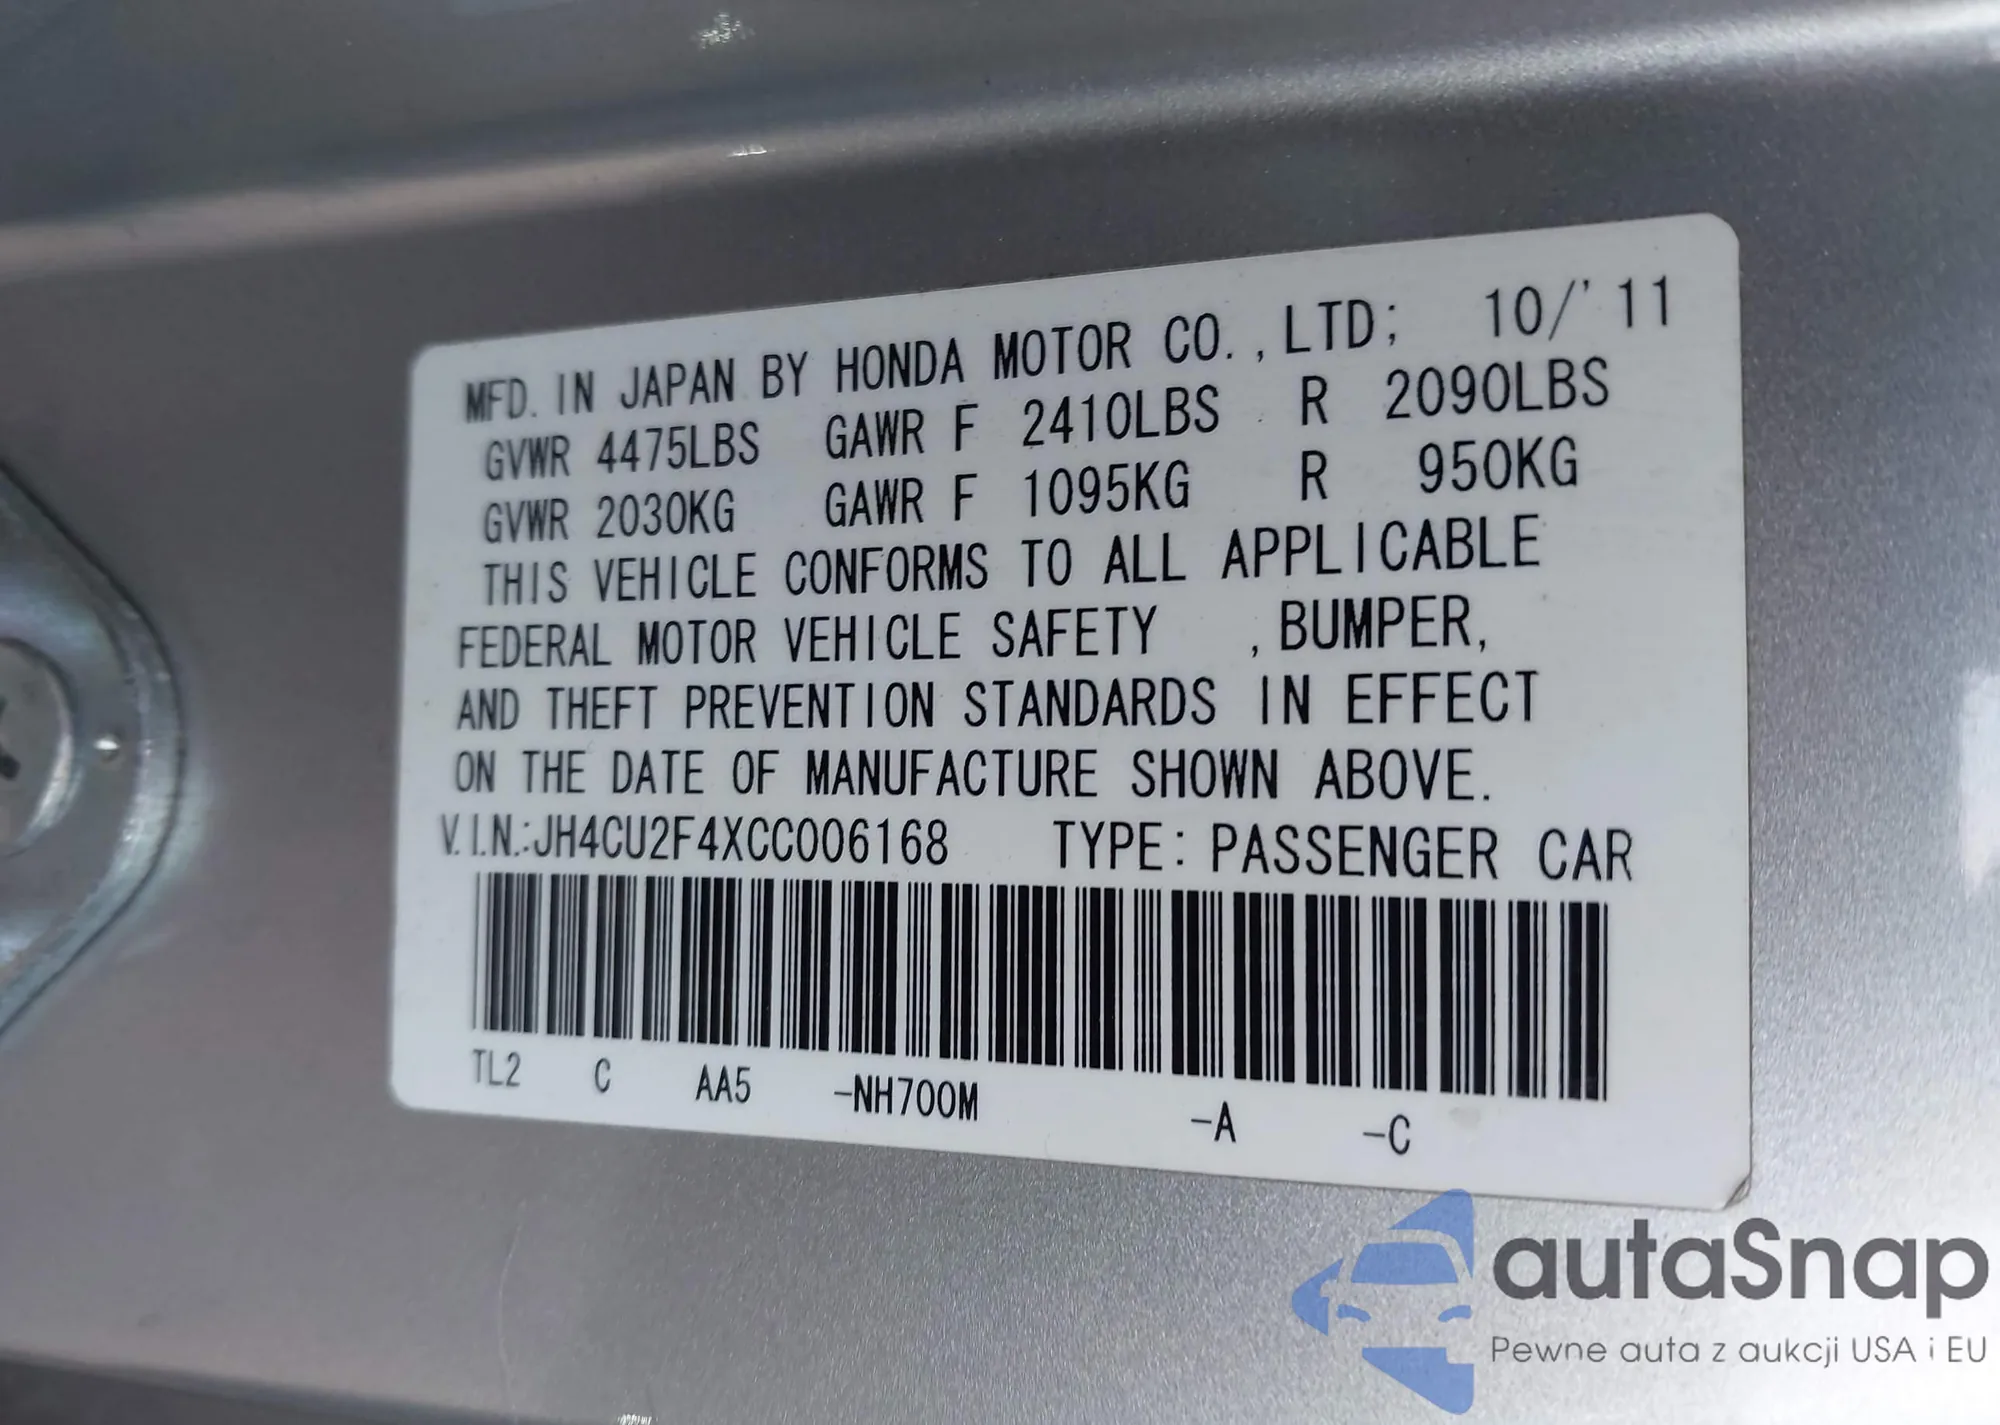 MFD. IN JAPAN BY HONDA MOTOR CO., LTD; 10/'11
GVWR 4475LBS GAWR F 2410LBS R 2090LBS
GVWR 2030KG GAWR F 1095KG R 950KG
THIS VEHICLE CONFORMS TO ALL APPLICABLE
FEDERAL MOTOR VEHICLE SAFETY , BUMPER,
AND THEFT PREVENTION STANDARDS IN EFFECT
ON THE DATE OF MANUFACTURE SHOWN ABOVE.
V.I.N.:JH4CU2F4XCC006168 TYPE: PASSENGER CAR
TL2 C AA5 -NH700M -A -C
autaSnap
Pewne auta z aukcji USA i EU